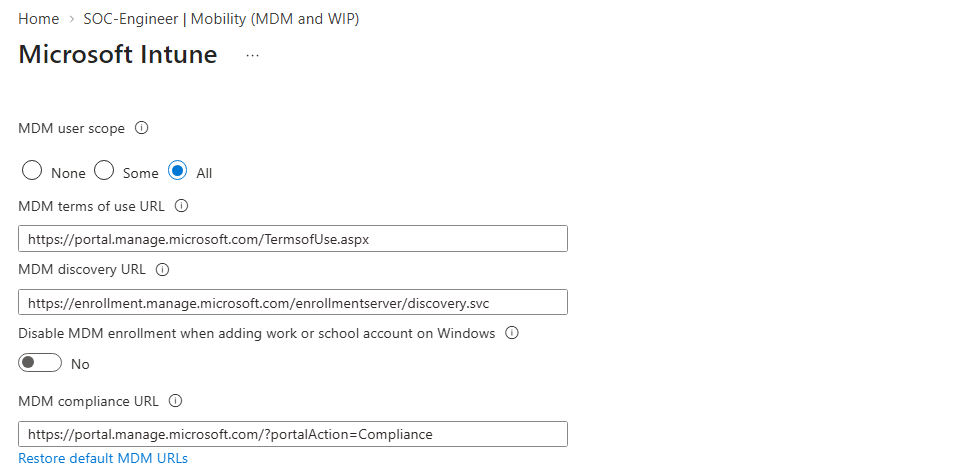 Home > SOC-Engineer | Mobility (MDM and WIP)
Microsoft Intune ...
MDM user scope
None Some All
MDM terms of use URL
https://portal.manage.microsoft.com/TermsofUse.aspx
MDM discovery URL
https://enrollment.manage.microsoft.com/enrollmentserver/discovery.svc
Disable MDM enrollment when adding work or school account on Windows
No
MDM compliance URL
https://portal.manage.microsoft.com/?portalAction=Compliance
Restore default MDM URLs